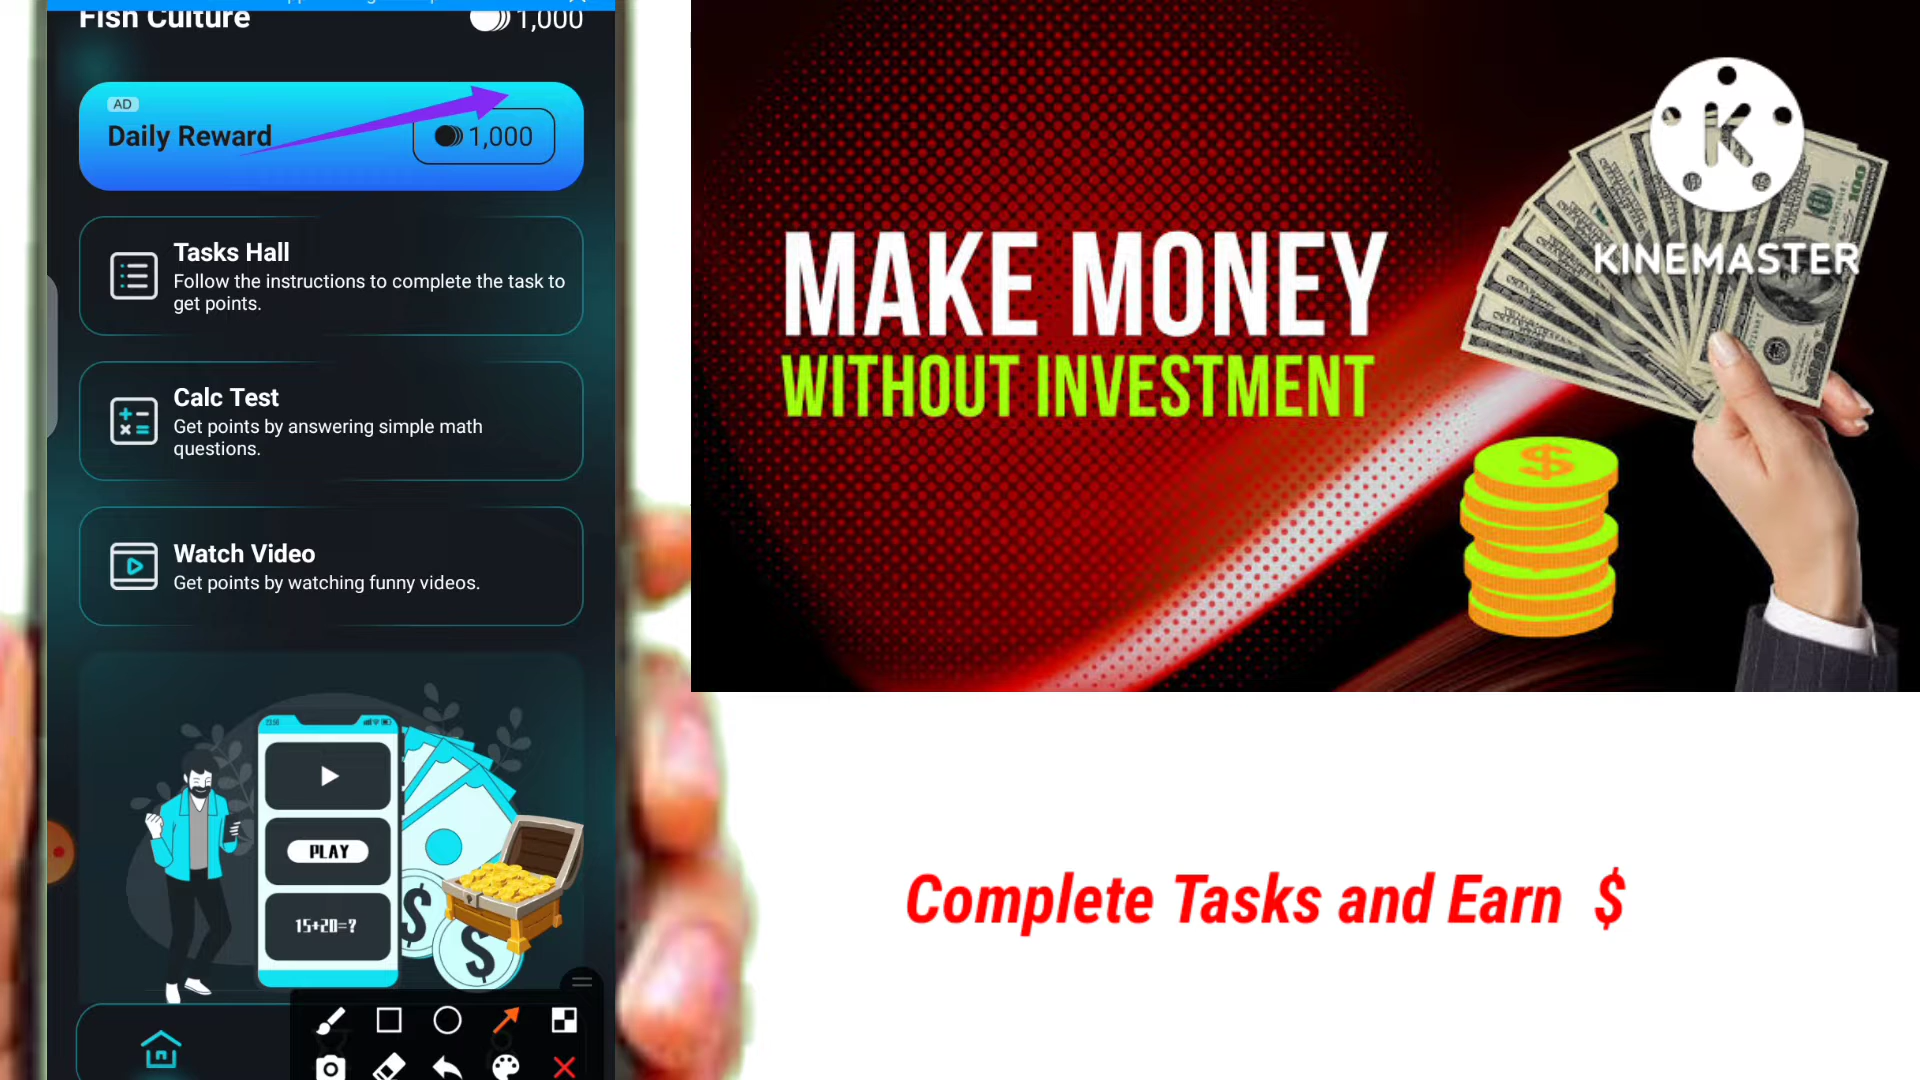 Fish Culture
1,000
AD
Daily Reward
1,000
Tasks Hall
Follow the instructions to complete the task to
get points.
Calc Test
Get points by answering simple math
questions.
Watch Video
Get points by watching funny videos.
PLAY
15+20=?
$
$
MAKE MONEY
WITHOUT INVESTMENT
K
KINEMASTER
$
100
Complete Tasks and Earn $